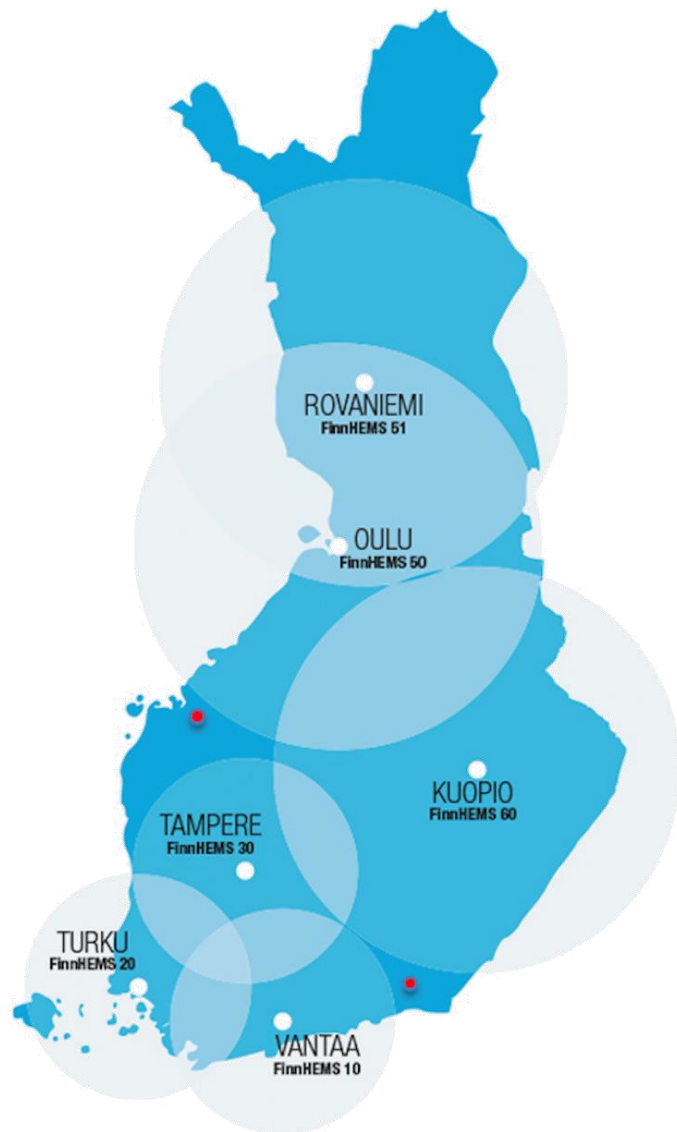 ROVANIEMI
FinnHEMS 51
OULU
FinnHEMS 50
KUOPIO
FinnHEMS 60
TAMPERE
FinnHEMS 30
TURKU
FinnHEMS 20
VANTAA
FinnHEMS 10